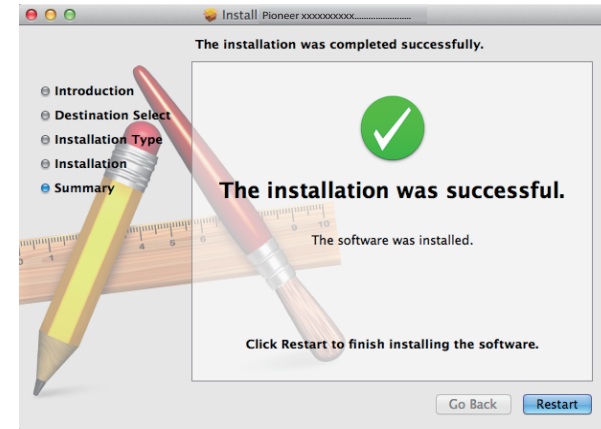 Install Pioneer xxxxxxxxxx........................
The installation was completed successfully.
Introduction
Destination Select
Installation Type
Installation
Summary
The installation was successful.
The software was installed.
Click Restart to finish installing the software.
Go Back
Restart